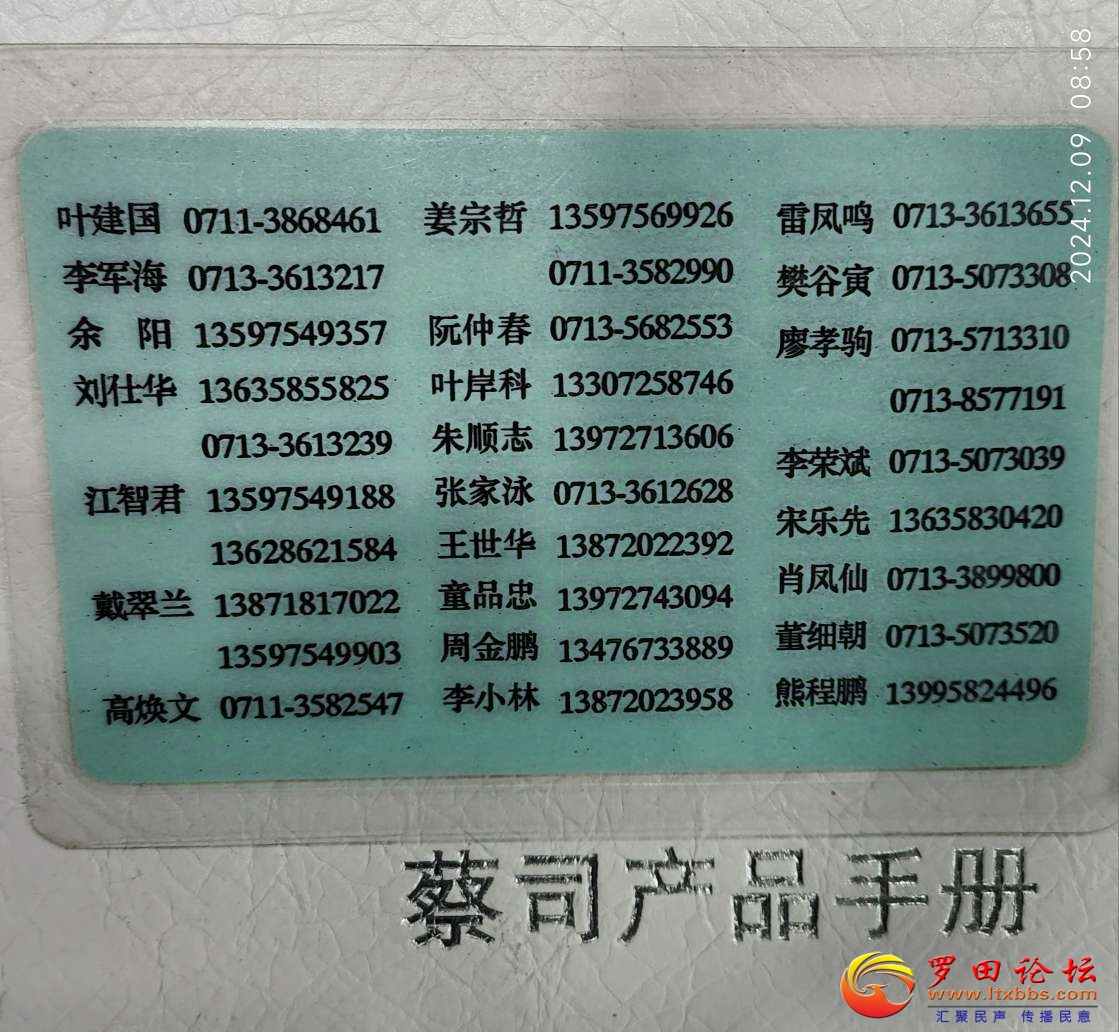 2024.12.09 08:58
叶建国 0711-3868461
李军海 0713-3613217
余 阳 13597549357
刘仕华 13635855825
0713-3613239
江智君 13597549188
13628621584
戴翠兰 13871817022
13597549903
高焕文 0711-3582547
姜宗哲 13597569926
0711-3582990
阮仲春 0713-5682553
叶岸科 13307258746
朱顺志 13972713606
张家泳 0713-3612628
王世华 13872022392
童品忠 13972743094
周金鹏 13476733889
李小林 13872023958
雷凤鸣 0713-3613655
樊谷寅 0713-5073308
廖孝驹 0713-5713310
0713-8577191
李荣斌 0713-5073039
宋乐先 13635830420
肖凤仙 0713-3899800
董细朝 0713-5073520
熊程鹏 13995824496
蔡司产品手册
罗田论坛
www.ltxbbs.com
汇聚民声 传播民意